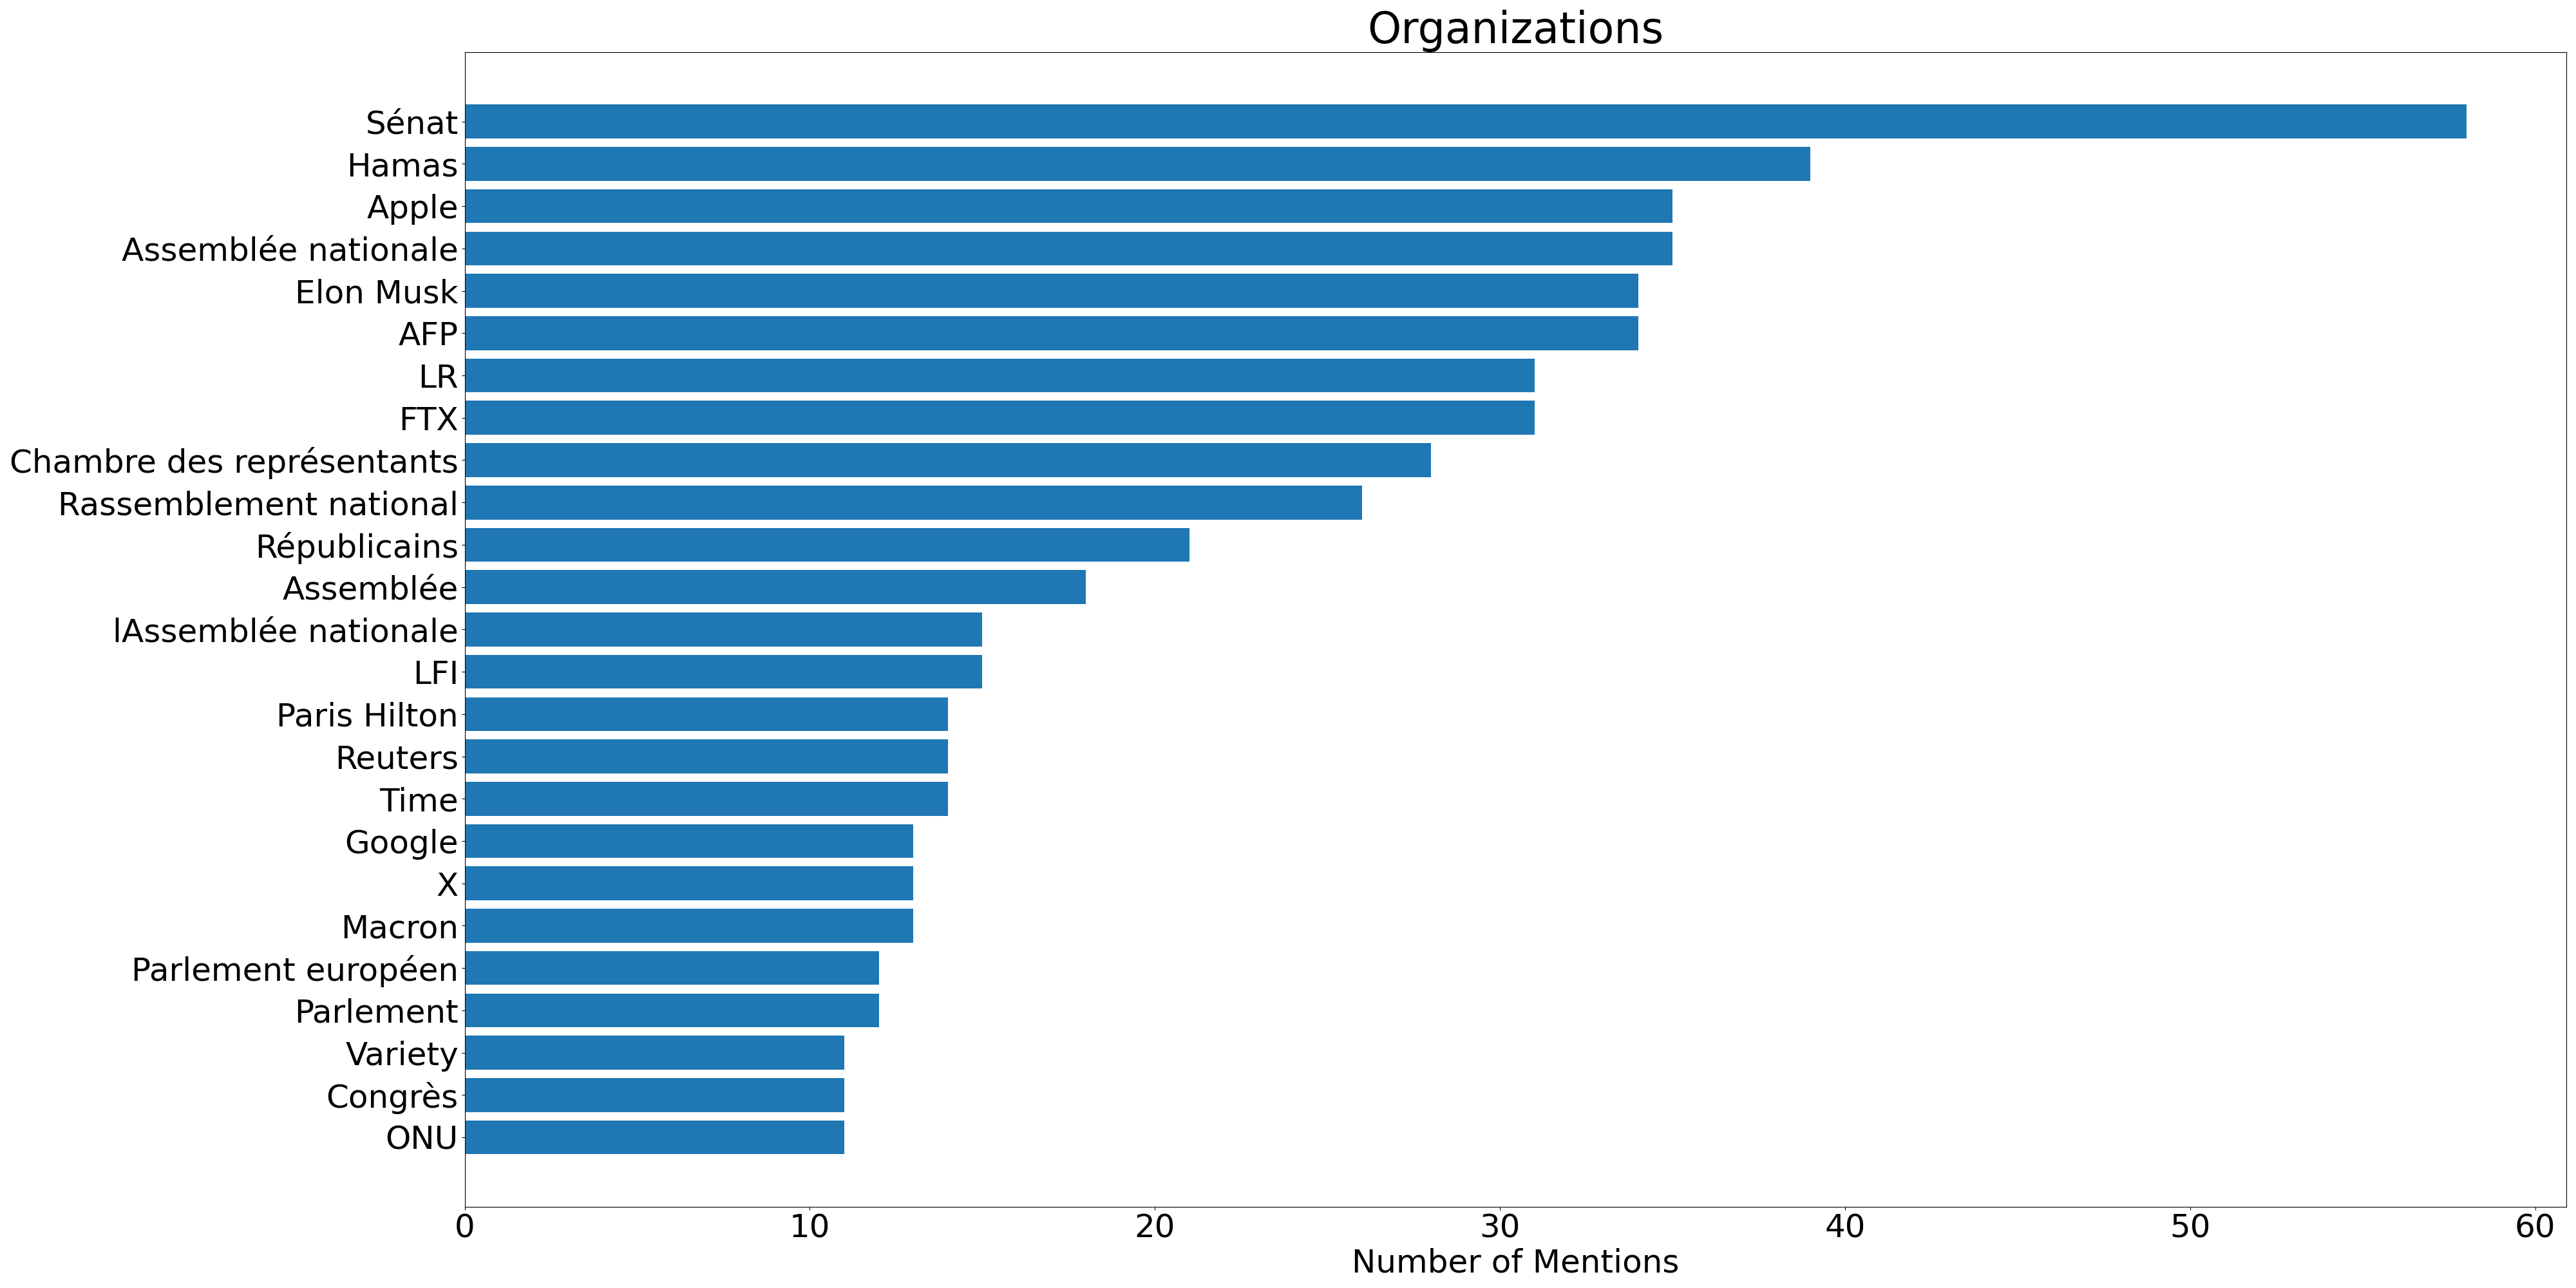 Organizations
Sénat
Hamas
Apple
Assemblée nationale
Elon Musk
AFP
LR
FTX
Chambre des représentants
Rassemblement national
Républicains
Assemblée
lAssemblée nationale
LFI
Paris Hilton
Reuters
Time
Google
X
Macron
Parlement européen
Parlement
Variety
Congrès
ONU
0 10 20 30 40 50 60
Number of Mentions